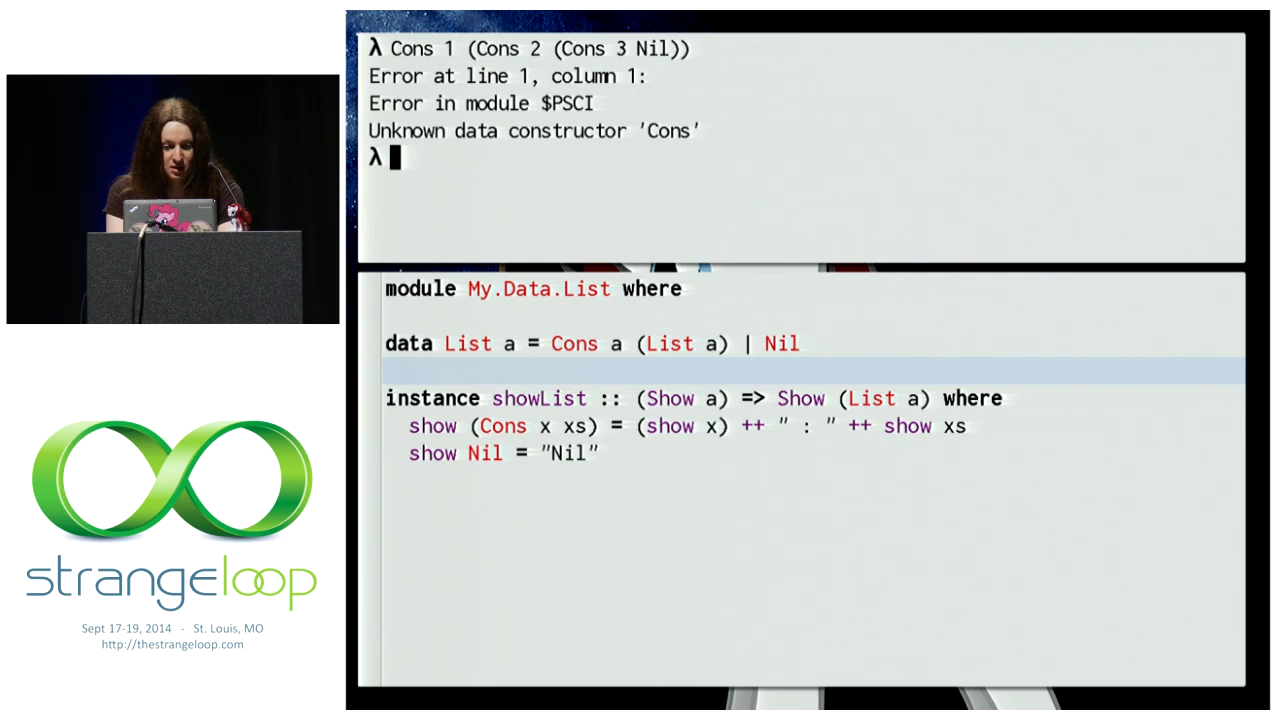 λ Cons 1 (Cons 2 (Cons 3 Nil))
Error at line 1, column 1:
Error in module $PSCI
Unknown data constructor 'Cons'
λ
module My.Data.List where
data List a = Cons a (List a) | Nil
instance showList :: (Show a) => Show (List a) where
show (Cons x xs) = (show x) ++ " : " ++ show xs
show Nil = "Nil"
strangeloop
Sept 17-19, 2014 - St. Louis, MO
http://thestrangeloop.com